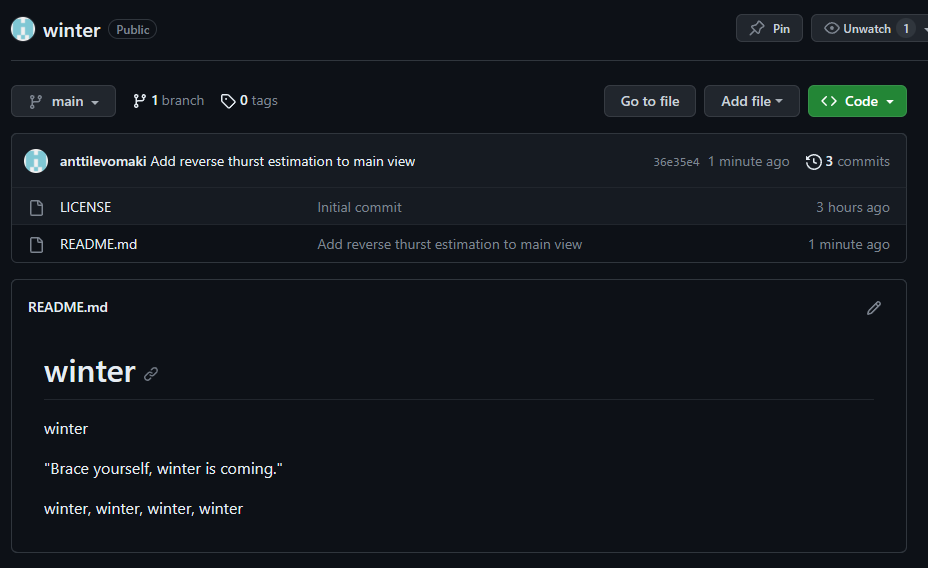 winter Public Pin Unwatch 1
main 1 branch 0 tags Go to file Add file Code
anttilevomaki Add reverse thurst estimation to main view 36e35e4 1 minute ago 3 commits
LICENSE Initial commit 3 hours ago
README.md Add reverse thurst estimation to main view 1 minute ago
README.md
winter
winter
"Brace yourself, winter is coming."
winter, winter, winter, winter